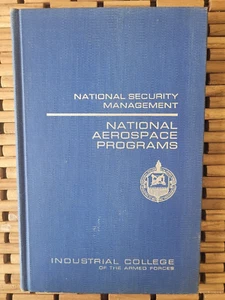 NATIONAL SECURITY
MANAGEMENT
NATIONAL
AEROSPACE
PROGRAMS
INDUSTRIAL COLLEGE
OF THE ARMED FORCES